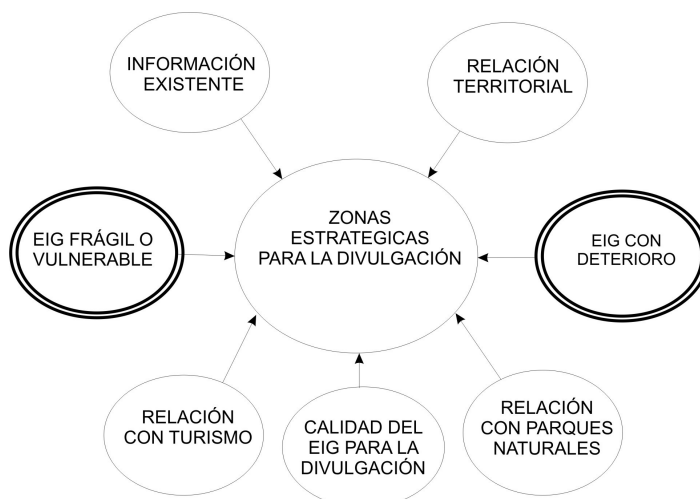 INFORMACIÓN
EXISTENTE
RELACIÓN
TERRITORIAL
EIG FRÁGIL O
VULNERABLE
ZONAS
ESTRATEGICAS
PARA LA DIVULGACIÓN
EIG CON
DETERIORO
RELACIÓN
CON TURISMO
CALIDAD DEL
EIG PARA LA
DIVULGACIÓN
RELACIÓN
CON PARQUES
NATURALES